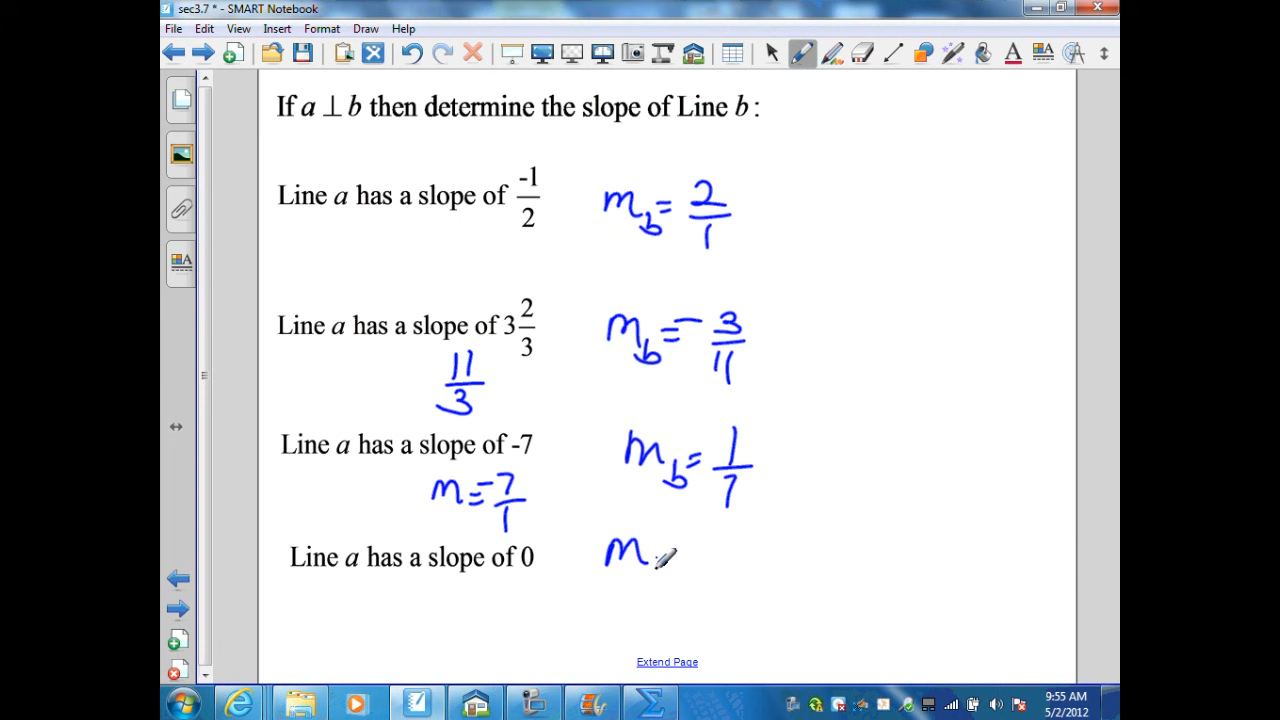 sec3.7 * - SMART Notebook
File Edit View Insert Format Draw Help
If a ⊥ b then determine the slope of Line b :
Line a has a slope of -1/2 m_b = 2/1
Line a has a slope of 3 2/3 m_b = - 3/11
11/3
Line a has a slope of -7 m_b = 1/7
m = -7/1
Line a has a slope of 0 m
Extend Page
9:55 AM
5/2/2012